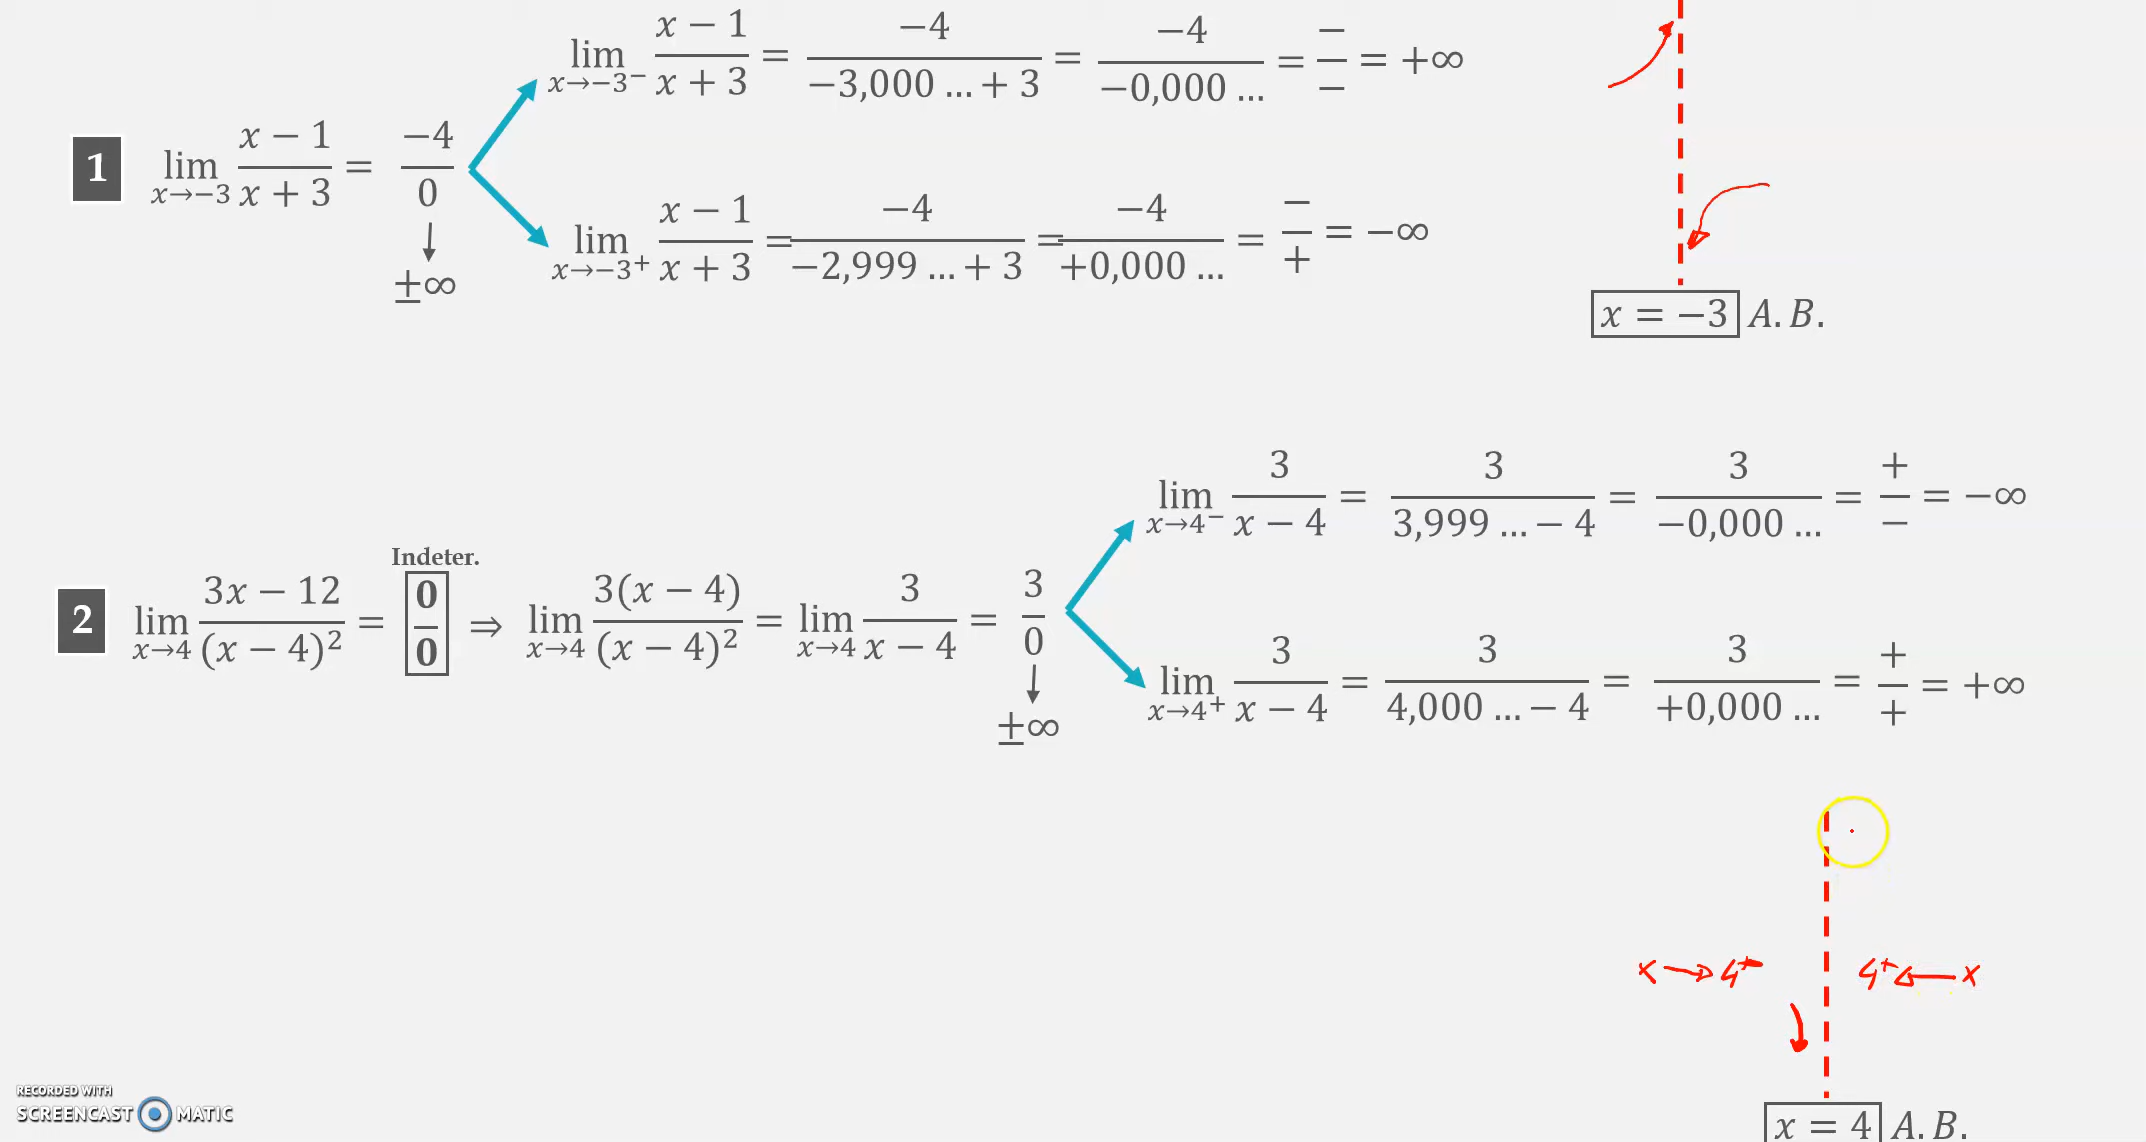 1 lim x→−3 (x − 1)/(x + 3) = −4/0 ↓ ±∞
lim x→−3⁻ (x − 1)/(x + 3) = −4/(−3,000 … + 3) = −4/(−0,000 …) = −/− = +∞
lim x→−3⁺ (x − 1)/(x + 3) = −4/(−2,999 … + 3) = −4/(+0,000 …) = −/+ = −∞
x = −3 A.B.
Indeter.
2 lim x→4 (3x − 12)/(x − 4)² = 0/0 ⇒ lim x→4 3(x − 4)/(x − 4)² = lim x→4 3/(x − 4) = 3/0 ↓ ±∞
lim x→4⁻ 3/(x − 4) = 3/(3,999 … − 4) = 3/(−0,000 …) = +/− = −∞
lim x→4⁺ 3/(x − 4) = 3/(4,000 … − 4) = 3/(+0,000 …) = +/+ = +∞
x → 4⁻ 4⁺ ← x
x = 4 A.B.
RECORDED WITH
SCREENCAST MATIC